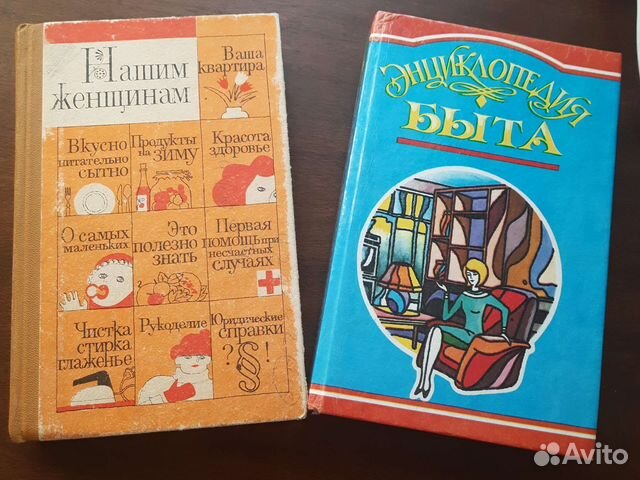 Нашим
женщинам
Ваша
квартира
Вкусно
питательно
сытно
Продукты
на ЗИМУ
Красота
здоровье
О самых
маленьких
Это
полезно
знать
Первая
помощь при
несчастных
случаях
Чистка
стирка
глаженье
Рукоделие
Юридические
справки
?§!
ЭНЦИКЛОПЕДИЯ
БЫТА
Avito